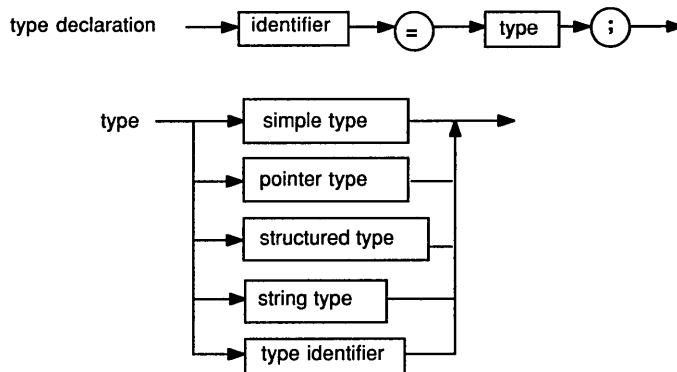 type declaration identifier = type ;
type simple type
pointer type
structured type
string type
type identifier